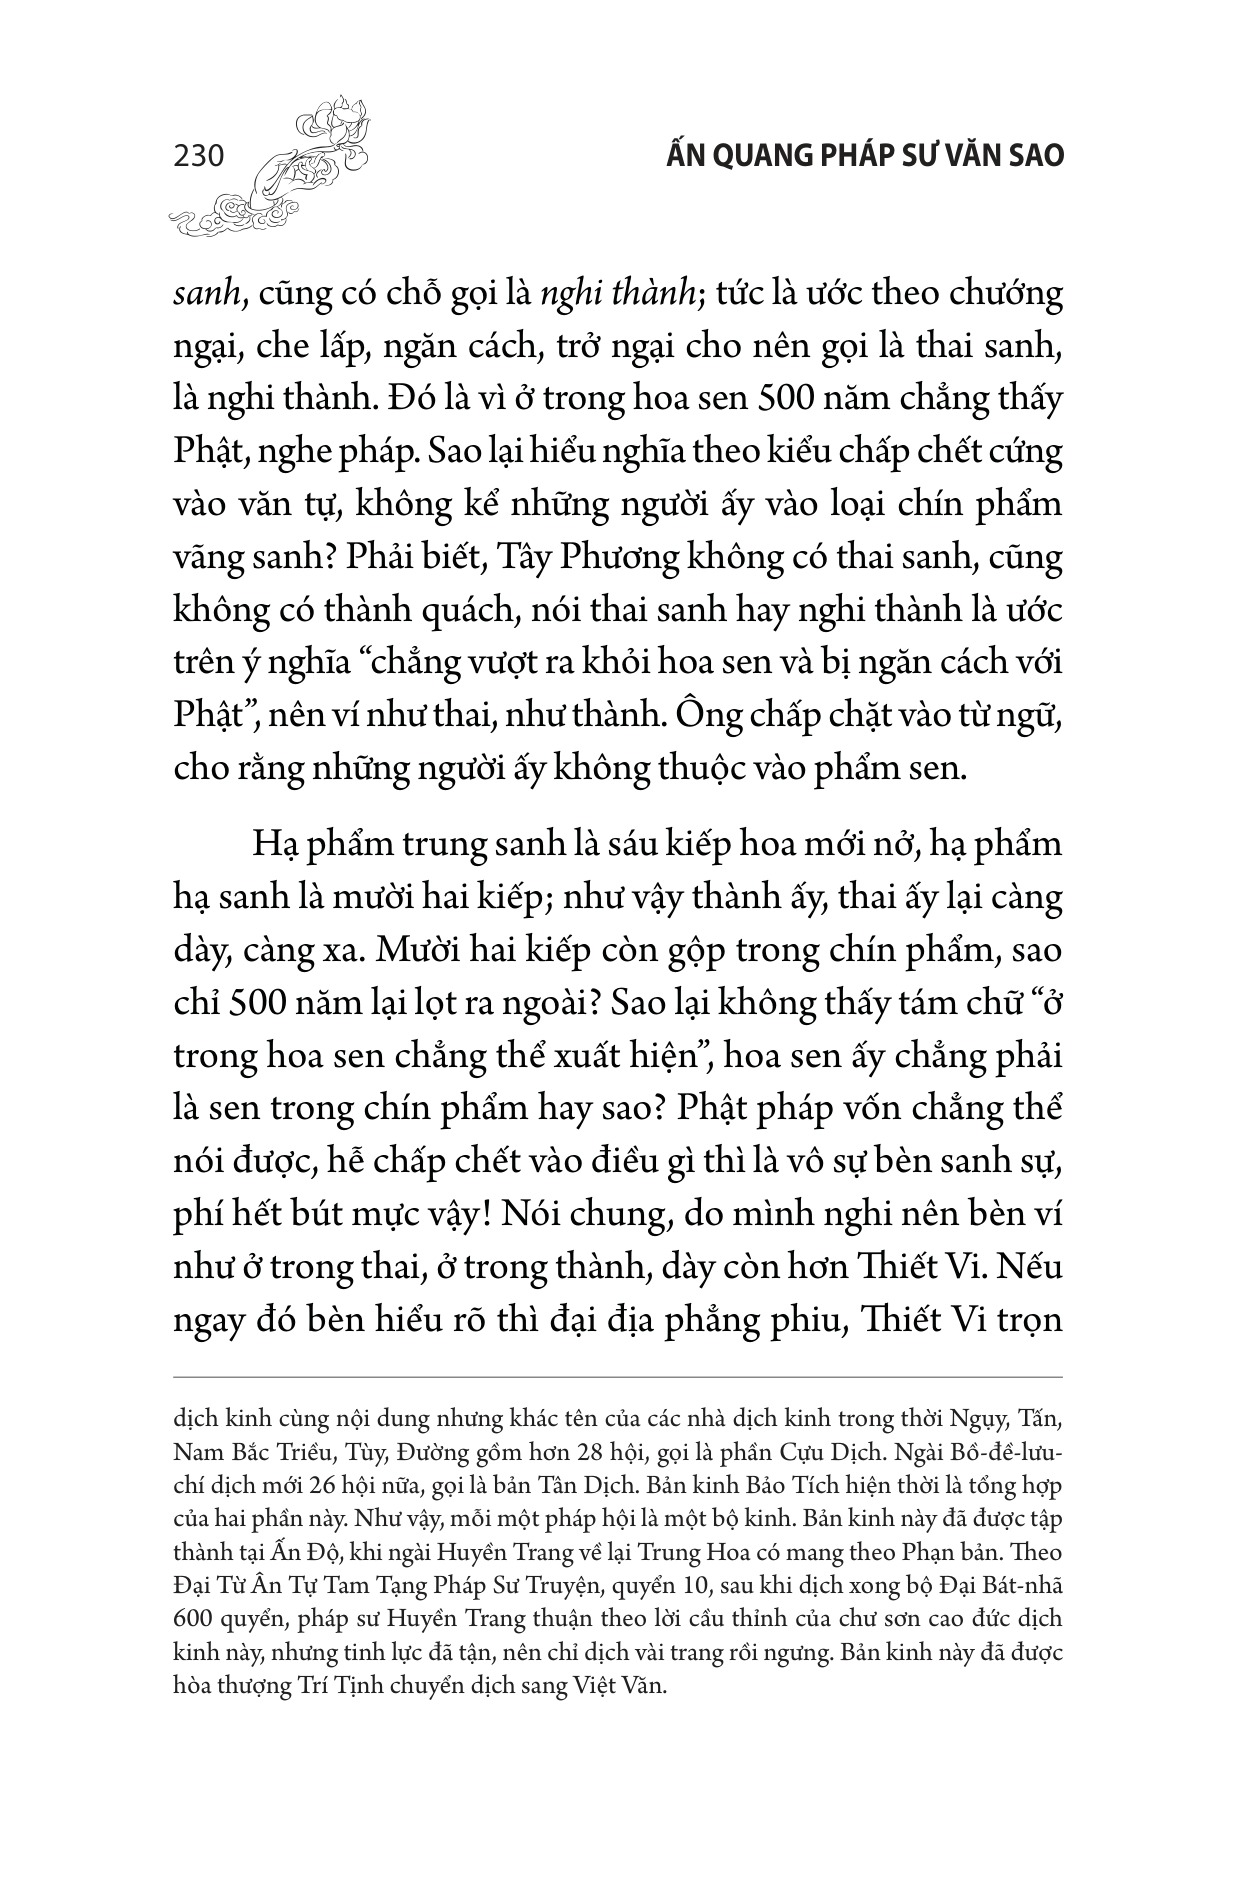 230
ẤN QUANG PHÁP SƯ VĂN SAO
sanh, cũng có chỗ gọi là nghi thành; tức là ước theo chướng
ngại, che lấp, ngăn cách, trở ngại cho nên gọi là thai sanh,
là nghi thành. Đó là vì ở trong hoa sen 500 năm chẳng thấy
Phật, nghe pháp. Sao lại hiểu nghĩa theo kiểu chấp chết cứng
vào văn tự, không kể những người ấy vào loại chín phẩm
vãng sanh? Phải biết, Tây Phương không có thai sanh, cũng
không có thành quách, nói thai sanh hay nghi thành là ước
trên ý nghĩa “chẳng vượt ra khỏi hoa sen và bị ngăn cách với
Phật”, nên ví như thai, như thành. Ông chấp chặt vào từ ngữ,
cho rằng những người ấy không thuộc vào phẩm sen.
Hạ phẩm trung sanh là sáu kiếp hoa mới nở, hạ phẩm
hạ sanh là mười hai kiếp; như vậy thành ấy, thai ấy lại càng
dày, càng xa. Mười hai kiếp còn gộp trong chín phẩm, sao
chỉ 500 năm lại lọt ra ngoài? Sao lại không thấy tám chữ “ở
trong hoa sen chẳng thể xuất hiện”, hoa sen ấy chẳng phải
là sen trong chín phẩm hay sao? Phật pháp vốn chẳng thể
nói được, hễ chấp chết vào điều gì thì là vô sự bèn sanh sự,
phí hết bút mực vậy! Nói chung, do mình nghi nên bèn ví
như ở trong thai, ở trong thành, dày còn hơn Thiết Vi. Nếu
ngay đó bèn hiểu rõ thì đại địa phẳng phiu, Thiết Vi trọn
dịch kinh cùng nội dung nhưng khác tên của các nhà dịch kinh trong thời Ngụy, Tấn,
Nam Bắc Triều, Tùy, Đường gồm hơn 28 hội, gọi là phần Cựu Dịch. Ngài Bồ-đề-lưu-
chí dịch mới 26 hội nữa, gọi là bản Tân Dịch. Bản kinh Bảo Tích hiện thời là tổng hợp
của hai phần này. Như vậy, mỗi một pháp hội là một bộ kinh. Bản kinh này đã được tập
thành tại Ấn Độ, khi ngài Huyền Trang về lại Trung Hoa có mang theo Phạn bản. Theo
Đại Từ Ân Tự Tam Tạng Pháp Sư Truyện, quyển 10, sau khi dịch xong bộ Đại Bát-nhã
600 quyển, pháp sư Huyền Trang thuận theo lời cầu thỉnh của chư sơn cao đức dịch
kinh này, nhưng tinh lực đã tận, nên chỉ dịch vài trang rồi ngưng. Bản kinh này đã được
hòa thượng Trí Tịnh chuyển dịch sang Việt Văn.